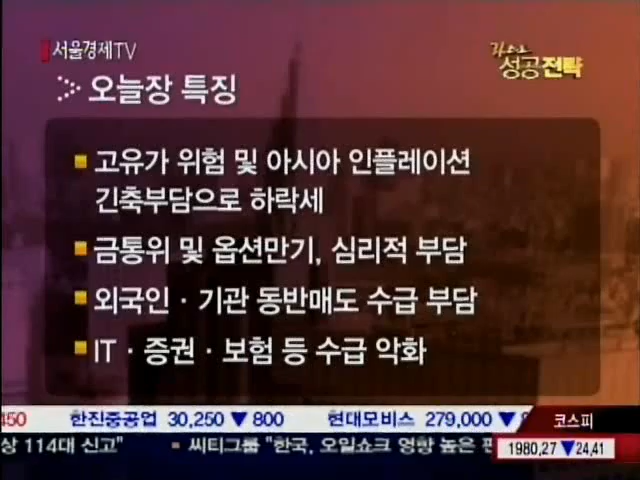 서울경제TV
성공전략
오늘장 특징
고유가 위험 및 아시아 인플레이션
긴축부담으로 하락세
금통위 및 옵션만기, 심리적 부담
외국인 · 기관 동반매도 수급 부담
IT · 증권 · 보험 등 수급 악화
450 한진중공업 30,250 ▼ 800 현대모비스 279,000 ▼
코스피
상 114대 신고" ▪ 씨티그룹 "한국, 오일쇼크 영향 높은
1980,27 ▼24,41